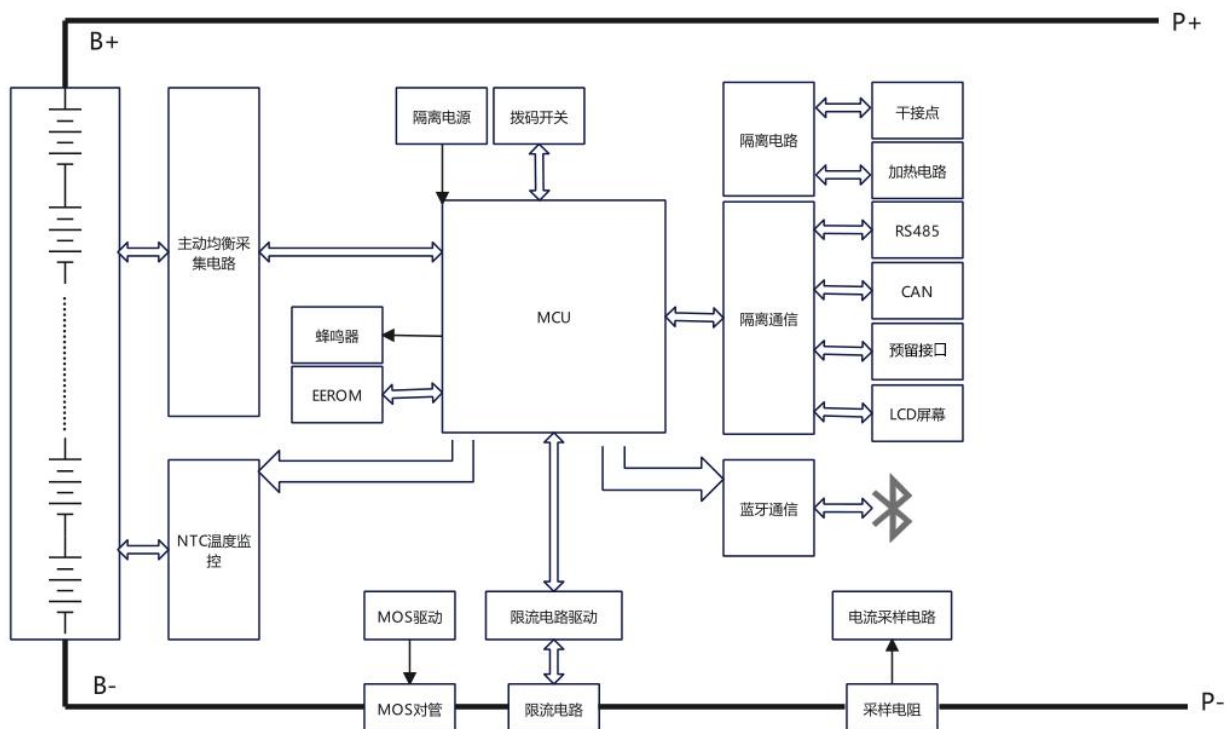 B+
P+
隔离电源
拨码开关
隔离电路
干接点
加热电路
主动均衡采
集电路
MCU
隔离通信
RS485
CAN
预留接口
LCD屏幕
蜂鸣器
EEROM
NTC温度监
控
蓝牙通信
MOS驱动
限流电路驱动
电流采样电路
B-
MOS对管
限流电路
采样电阻
P-